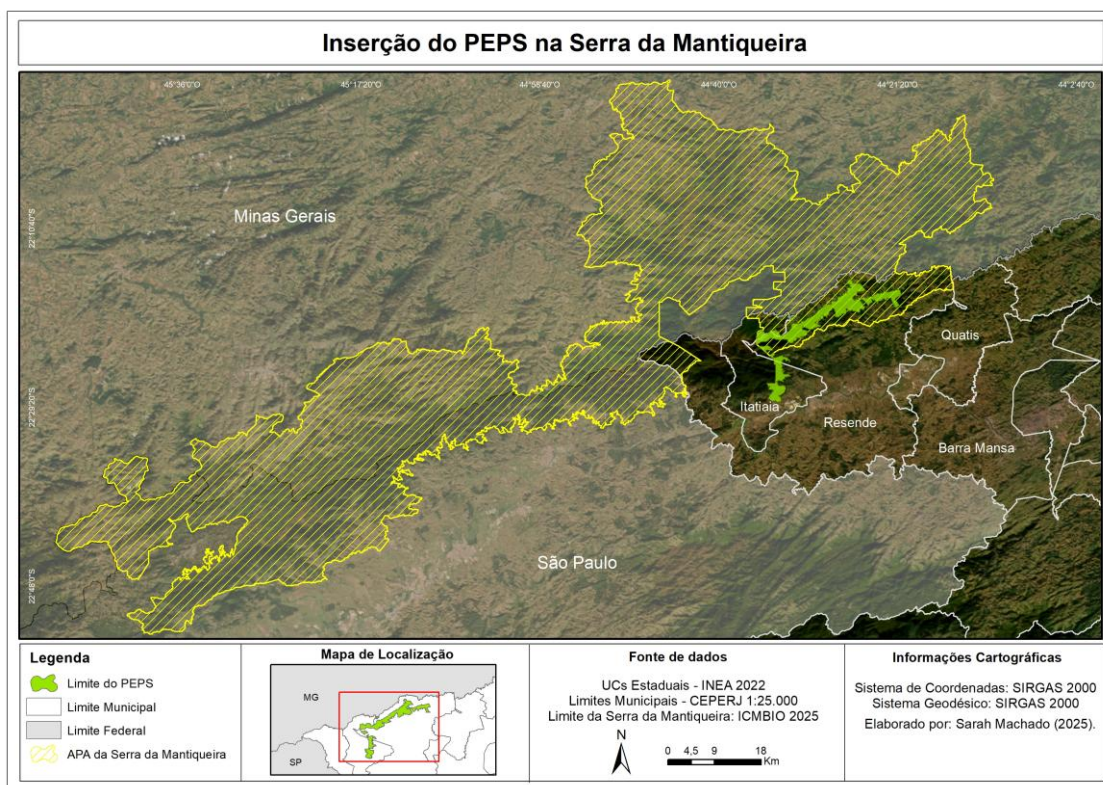 Inserção do PEPS na Serra da Mantiqueira
45°36'0"O
45°17'20"O
44°58'40"O
44°40'0"O
44°21'20"O
44°2'40"O
22°10'40"S
22°29'20"S
22°48'0"S
Minas Gerais
Quatis
Itatiaia
Resende
Barra Mansa
São Paulo
Legenda
Limite do PEPS
Limite Municipal
Limite Federal
APA da Serra da Mantiqueira
Mapa de Localização
MG
SP
Fonte de dados
UCs Estaduais - INEA 2022
Limites Municipais - CEPERJ 1:25.000
Limite da Serra da Mantiqueira: ICMBIO 2025
N
0 4,5 9 18
Km
Informações Cartográficas
Sistema de Coordenadas: SIRGAS 2000
Sistema Geodésico: SIRGAS 2000
Elaborado por: Sarah Machado (2025).